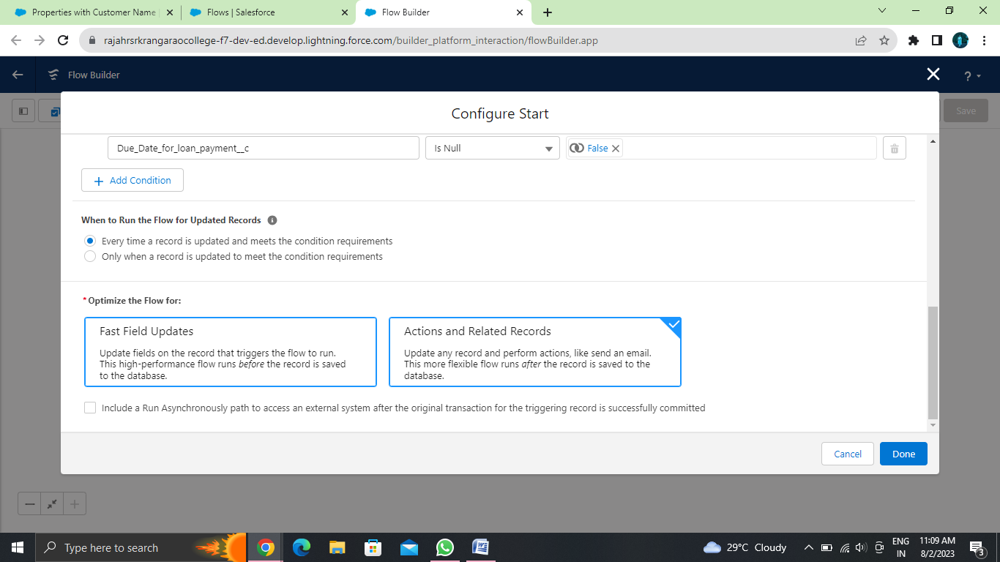 Properties with Customer Name
Flows | Salesforce
Flow Builder
rajahrsrkrangaraocollege-f7-dev-ed.develop.lightning.force.com/builder_platform_interaction/flowBuilder.app
Flow Builder
?
Save
Configure Start
Due_Date_for_loan_payment__c
Is Null
False
Add Condition
When to Run the Flow for Updated Records
Every time a record is updated and meets the condition requirements
Only when a record is updated to meet the condition requirements
*Optimize the Flow for:
Fast Field Updates
Update fields on the record that triggers the flow to run.
This high-performance flow runs before the record is saved
to the database.
Actions and Related Records
Update any record and perform actions, like send an email.
This more flexible flow runs after the record is saved to the
database.
Include a Run Asynchronously path to access an external system after the original transaction for the triggering record is successfully committed
Cancel
Done
Type here to search
29°C Cloudy
ENG
IN
11:09 AM
8/2/2023
3